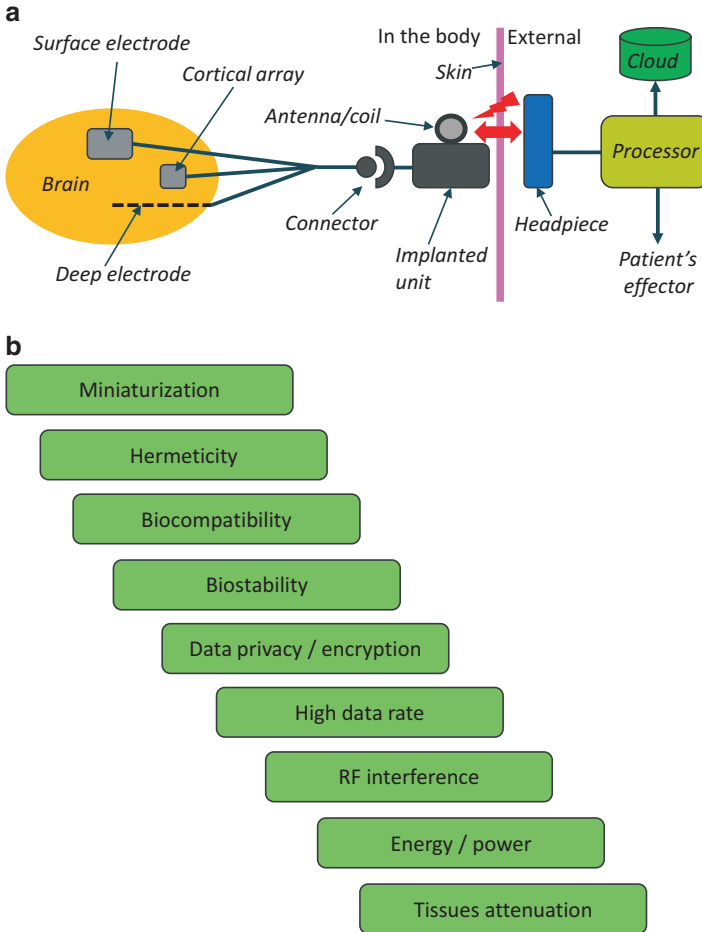 a
In the body
External
Surface electrode
Skin
Cloud
Cortical array
Antenna/coil
Processor
Brain
Connector
Headpiece
Implanted
unit
Patient’s
effector
Deep electrode
b
Miniaturization
Hermeticity
Biocompatibility
Biostability
Data privacy / encryption
High data rate
RF interference
Energy / power
Tissues attenuation